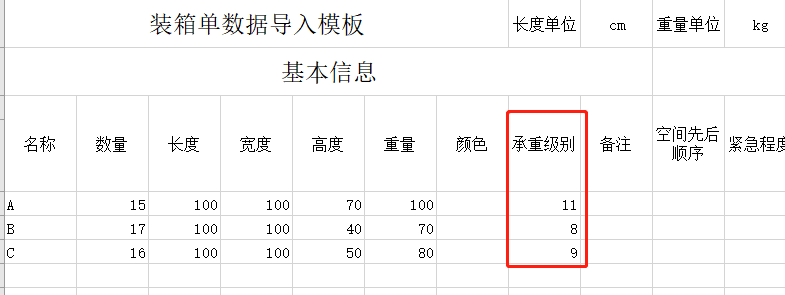 装箱单数据导入模板 长度单位 cm 重量单位 kg
基本信息
名称 数量 长度 宽度 高度 重量 颜色 承重级别 备注 空间先后顺序 紧急程度
A 15 100 100 70 100 11
B 17 100 100 40 70 8
C 16 100 100 50 80 9